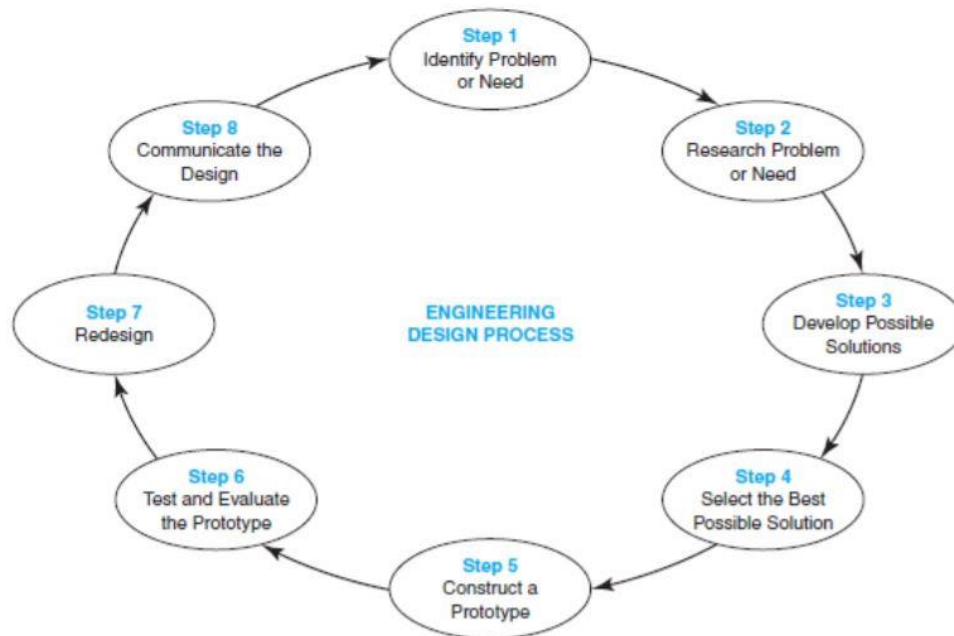 Step 1
Identify Problem
or Need
Step 2
Research Problem
or Need
Step 3
Develop Possible
Solutions
Step 4
Select the Best
Possible Solution
Step 5
Construct a
Prototype
Step 6
Test and Evaluate
the Prototype
Step 7
Redesign
Step 8
Communicate the
Design
ENGINEERING
DESIGN PROCESS